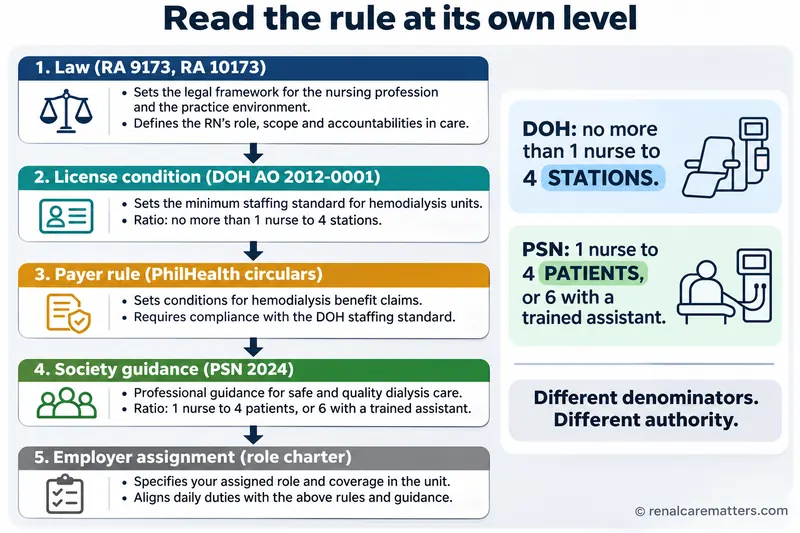 Read the rule at its own level
1. Law (RA 9173, RA 10173)
• Sets the legal framework for the nursing profession
and the practice environment.
• Defines the RN's role, scope and accountabilities in care.
2. License condition (DOH AO 2012-0001)
• Sets the minimum staffing standard for hemodialysis units.
• Ratio: no more than 1 nurse to 4 stations.
3. Payer rule (PhilHealth circulars)
• Sets conditions for hemodialysis benefit claims.
• Requires compliance with the DOH staffing standard.
4. Society guidance (PSN 2024)
• Professional guidance for safe and quality dialysis care.
• Ratio: 1 nurse to 4 patients, or 6 with a trained assistant.
5. Employer assignment (role charter)
• Specifies your assigned role and coverage in the unit.
• Aligns daily duties with the above rules and guidance.
DOH: no more
than 1 nurse to
4 STATIONS.
PSN: 1 nurse to
4 PATIENTS,
or 6 with a
trained assistant.
Different denominators.
Different authority.
© renalcarematters.com